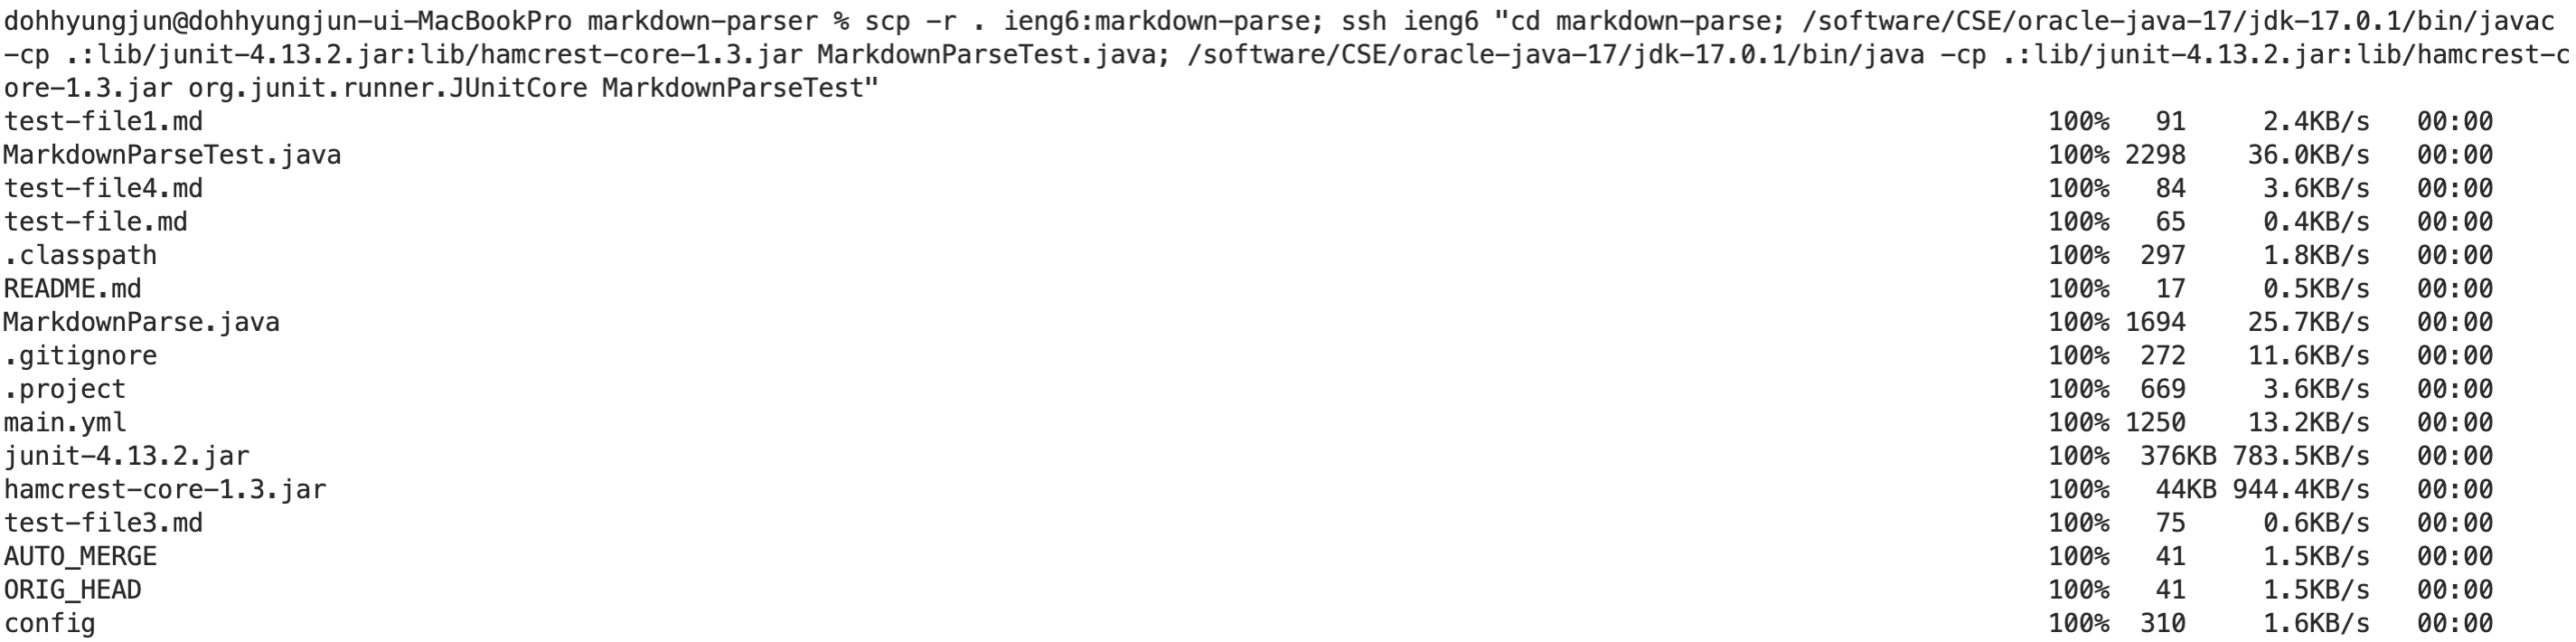 dohhyungjun@dohhyungjun-ui-MacBookPro markdown-parser % scp -r . ieng6:markdown-parse; ssh ieng6 "cd markdown-parse; /software/CSE/oracle-java-17/jdk-17.0.1/bin/javac
-cp .:lib/junit-4.13.2.jar:lib/hamcrest-core-1.3.jar MarkdownParseTest.java; /software/CSE/oracle-java-17/jdk-17.0.1/bin/java -cp .:lib/junit-4.13.2.jar:lib/hamcrest-c
ore-1.3.jar org.junit.runner.JUnitCore MarkdownParseTest"
test-file1.md 100% 91 2.4KB/s 00:00
MarkdownParseTest.java 100% 2298 36.0KB/s 00:00
test-file4.md 100% 84 3.6KB/s 00:00
test-file.md 100% 65 0.4KB/s 00:00
.classpath 100% 297 1.8KB/s 00:00
README.md 100% 17 0.5KB/s 00:00
MarkdownParse.java 100% 1694 25.7KB/s 00:00
.gitignore 100% 272 11.6KB/s 00:00
.project 100% 669 3.6KB/s 00:00
main.yml 100% 1250 13.2KB/s 00:00
junit-4.13.2.jar 100% 376KB 783.5KB/s 00:00
hamcrest-core-1.3.jar 100% 44KB 944.4KB/s 00:00
test-file3.md 100% 75 0.6KB/s 00:00
AUTO_MERGE 100% 41 1.5KB/s 00:00
ORIG_HEAD 100% 41 1.5KB/s 00:00
config 100% 310 1.6KB/s 00:00